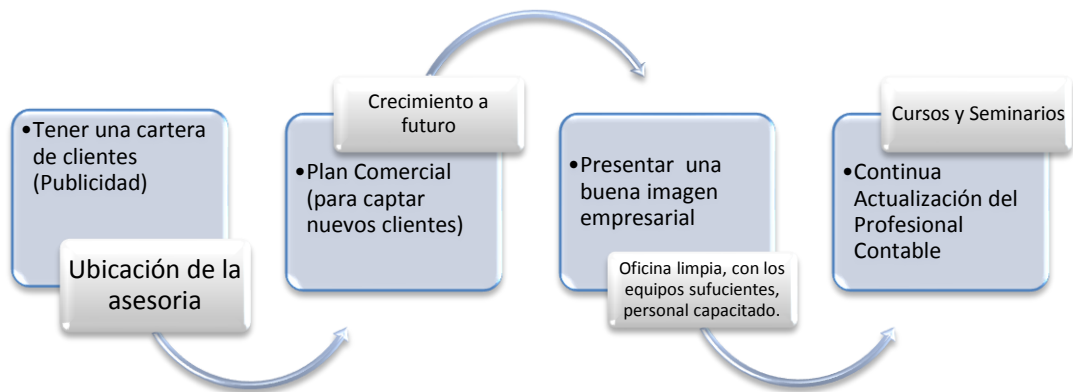 •Tener una cartera
de clientes
(Publicidad)
Ubicación de la
asesoria
Crecimiento a
futuro
•Plan Comercial
(para captar
nuevos clientes)
•Presentar una
buena imagen
empresarial
Oficina limpia, con los
equipos sufucientes,
personal capacitado.
Cursos y Seminarios
•Continua
Actualización del
Profesional
Contable